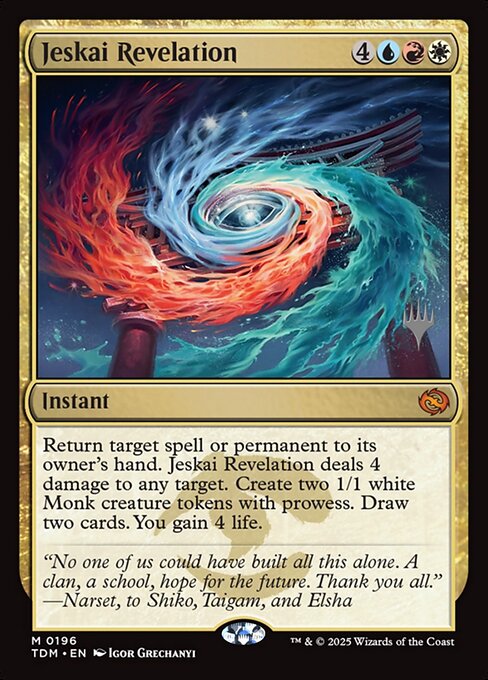 Jeskai Revelation 4
Instant
Return target spell or permanent to its
owner's hand. Jeskai Revelation deals 4
damage to any target. Create two 1/1 white
Monk creature tokens with prowess. Draw
two cards. You gain 4 life.
“No one of us could have built all this alone. A
clan, a school, hope for the future. Thank you all.”
—Narset, to Shiko, Taigam, and Elsha
M 0196
TDM • EN Igor Grechanyi
™ & © 2025 Wizards of the Coast